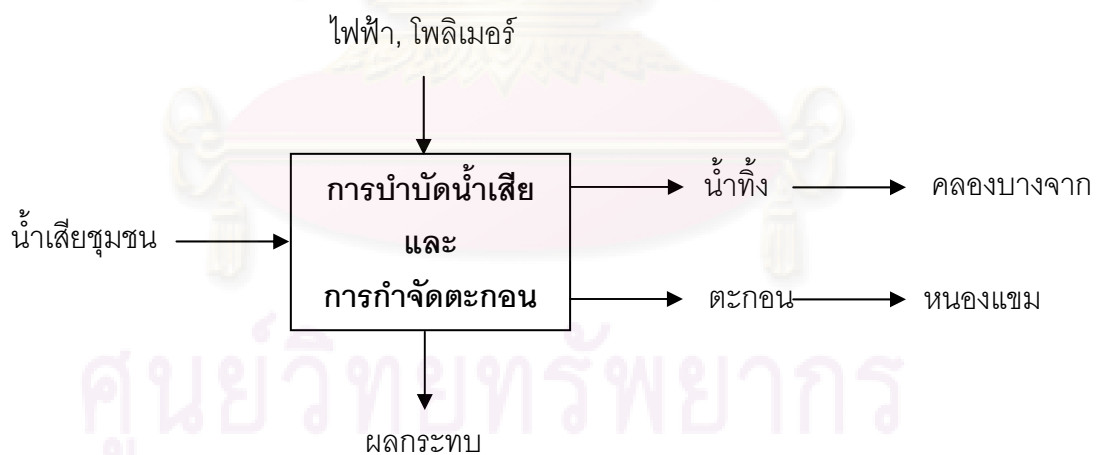 ไฟฟ้า, โพลิเมอร์
การบำบัดน้ำเสีย
และ
การกำจัดตะกอน
น้ำเสียชุมชน
น้ำทิ้ง
คลองบางจาก
ตะกอน
หนองแขม
ผลกระทบ
ศูนย์วิทยทรัพยากร